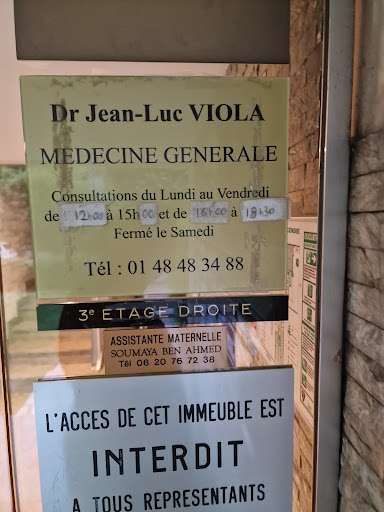 Dr Jean-Luc VIOLA
MEDECINE GENERALE
Consultations du Lundi au Vendredi
de 12h00 à 15h00 et de 16h00 à 18h30
Fermé le Samedi
Tél : 01 48 48 34 88
3e ÉTAGE DROITE
ASSISTANTE MATERNELLE
SOUMAYA BEN AHMED
Tél 06 20 76 72 38
L'ACCES DE CET IMMEUBLE EST
INTERDIT
A TOUS REPRESENTANTS